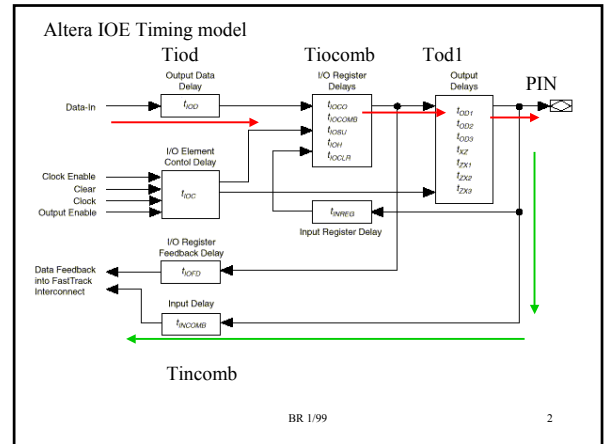 Altera IOE Timing model
Tiod Tiocomb Tod1
Output Data
Delay
I/O Register
Delays
Output
Delays
PIN
Data-In
tIOD
tIOCO
tIOCOMB
tIOSU
tIOH
tIOCLR
tOD1
tOD2
tOD3
tXZ
tZX1
tZX2
tZX3
I/O Element
Contol Delay
Clock Enable
Clear
Clock
Output Enable
tIOC
tINREG
Input Register Delay
I/O Register
Feedback Delay
Data Feedback
into FastTrack
Interconnect
tIOFD
Input Delay
tINCOMB
Tincomb
BR 1/99 2